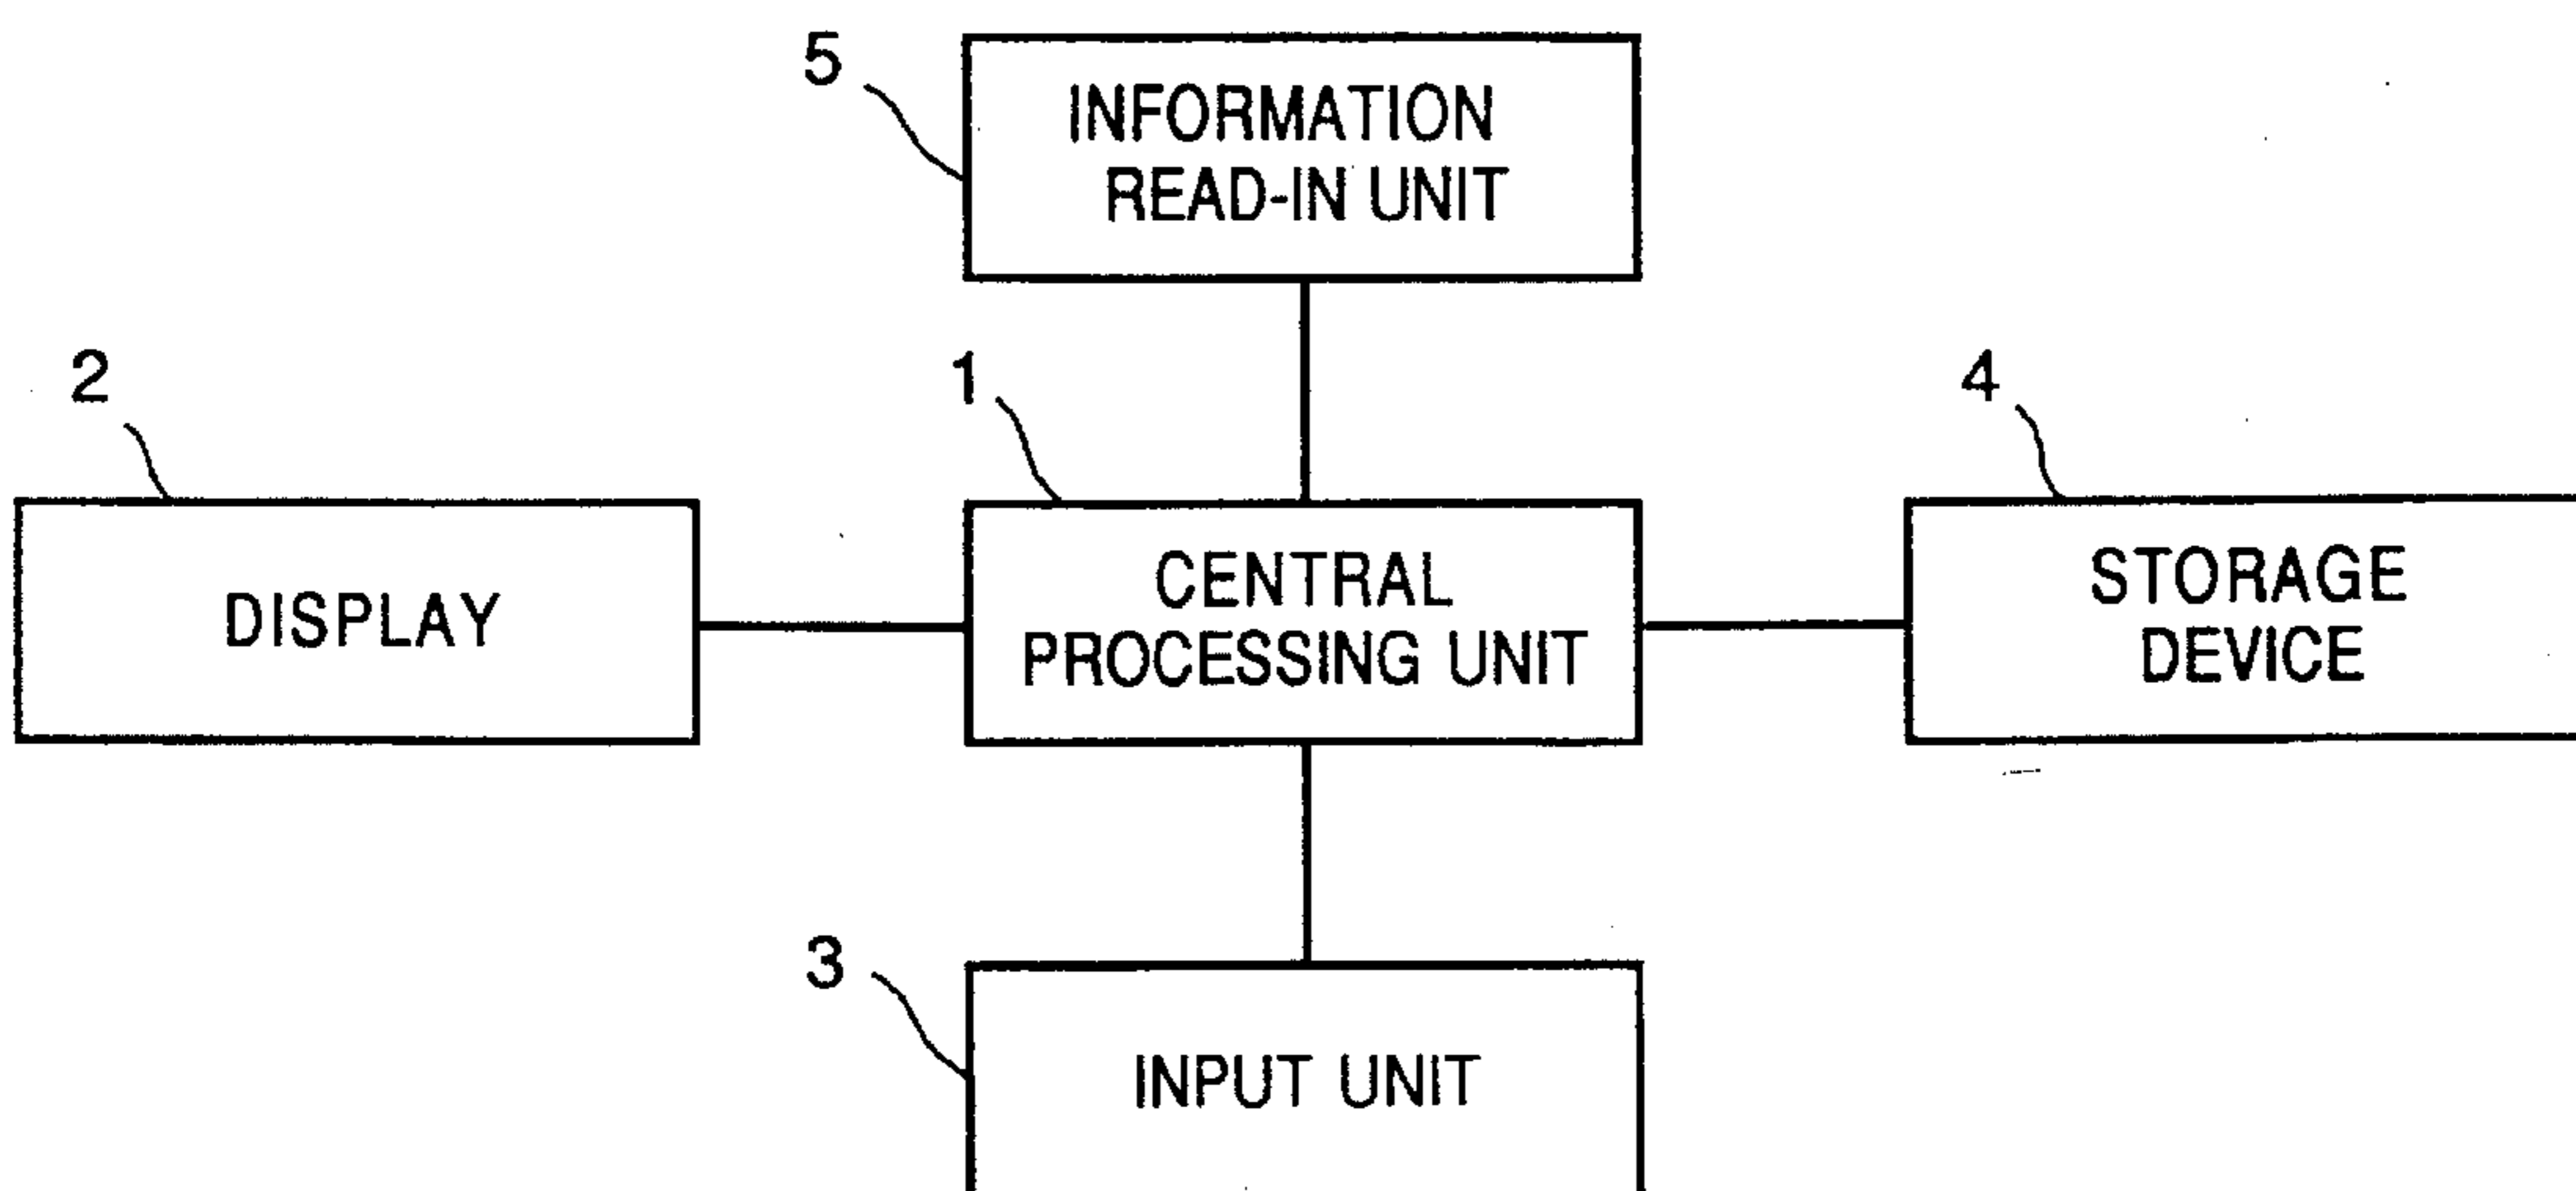 5
INFORMATION
READ-IN UNIT
2
1
4
DISPLAY
CENTRAL
PROCESSING UNIT
STORAGE
DEVICE
3
INPUT UNIT